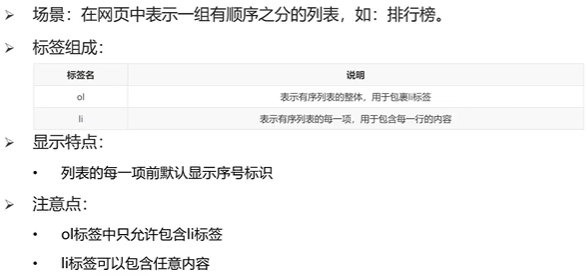 场景：在网页中表示一组有顺序之分的列表，如：排行榜。
标签组成：
标签名 说明
ol 表示有序列表的整体，用于包裹li标签
li 表示有序列表的每一项，用于包含每一行的内容
显示特点：
列表的每一项前默认显示序号标识
注意点：
ol标签中只允许包含li标签
li标签可以包含任意内容